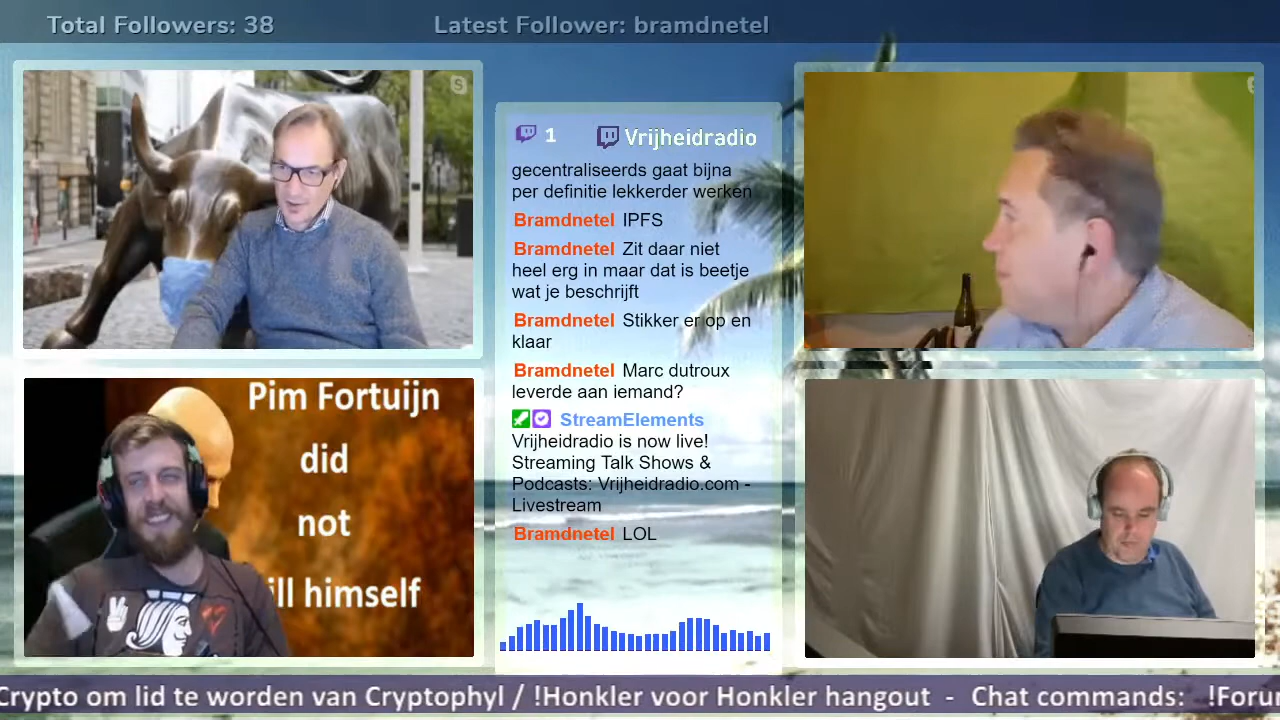 Total Followers: 38
Latest Follower: bramdnetel
1
Vrijheidradio
gecentraliseerds gaat bijna
per definitie lekkerder werken
Bramdnetel IPFS
Bramdnetel Zit daar niet
heel erg in maar dat is beetje
wat je beschrijft
Bramdnetel Stikker er op en
klaar
Bramdnetel Marc dutroux
leverde aan iemand?
StreamElements
Vrijheidradio is now live!
Streaming Talk Shows &
Podcasts: Vrijheidradio.com -
Livestream
Bramdnetel LOL
Pim Fortuijn
did
not
ill himself
Crypto om lid te worden van Cryptophyl / !Honkler voor Honkler hangout - Chat commands: !Forum